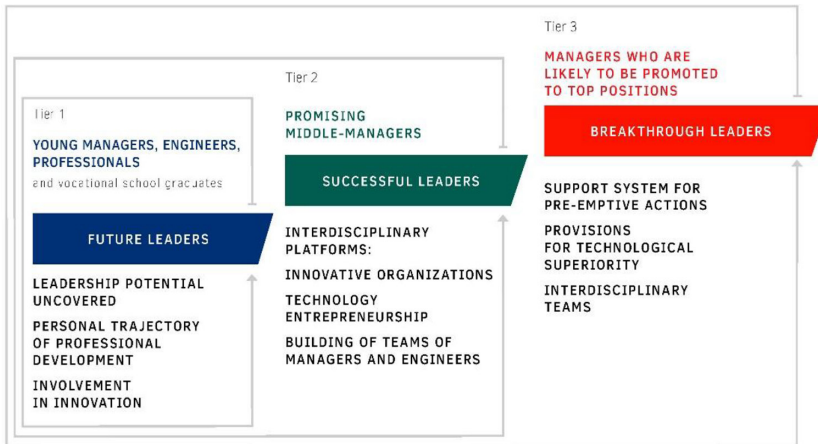 Tier 1
YOUNG MANAGERS, ENGINEERS,
PROFESSIONALS
and vocational school graduates
FUTURE LEADERS
LEADERSHIP POTENTIAL
UNCOVERED
PERSONAL TRAJECTORY
OF PROFESSIONAL
DEVELOPMENT
INVOLVEMENT
IN INNOVATION
Tier 2
PROMISING
MIDDLE-MANAGERS
SUCCESSFUL LEADERS
INTERDISCIPLINARY
PLATFORMS:
INNOVATIVE ORGANIZATIONS
TECHNOLOGY
ENTREPRENEURSHIP
BUILDING OF TEAMS OF
MANAGERS AND ENGINEERS
Tier 3
MANAGERS WHO ARE
LIKELY TO BE PROMOTED
TO TOP POSITIONS
BREAKTHROUGH LEADERS
SUPPORT SYSTEM FOR
PRE-EMPTIVE ACTIONS
PROVISIONS
FOR TECHNOLOGICAL
SUPERIORITY
INTERDISCIPLINARY
TEAMS